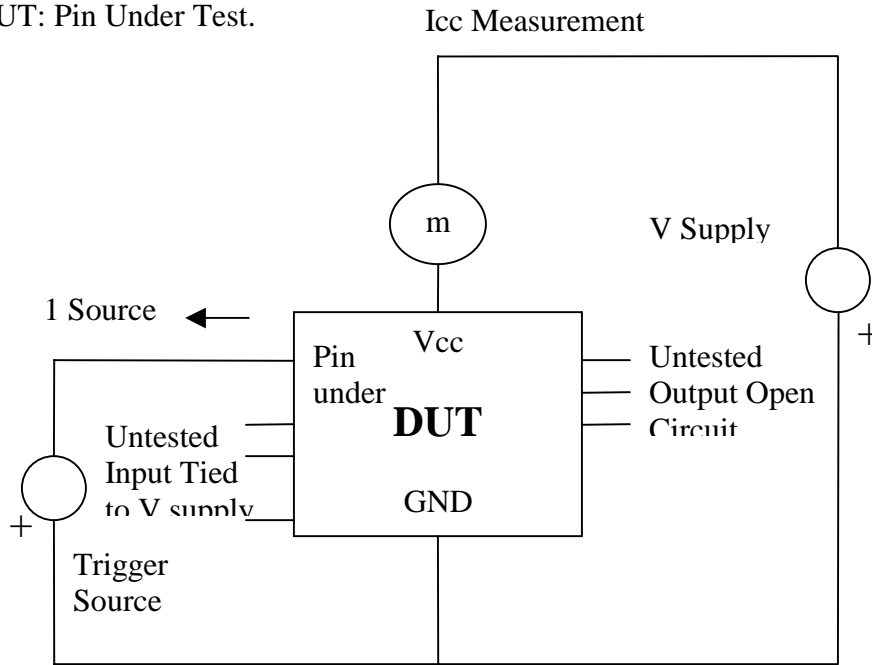 UT: Pin Under Test.
Icc Measurement
m
V Supply
1 Source
Vcc
Pin
under
DUT
GND
Untested
Output Open
Circuit
Untested
Input Tied
to V supply
+
+
Trigger
Source